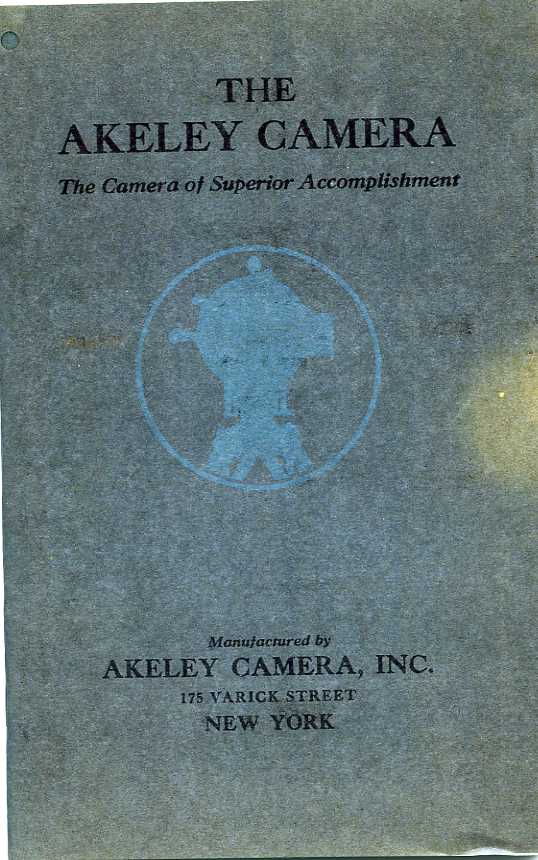 THE
AKELEY CAMERA
The Camera of Superior Accomplishment
Manufactured by
AKELEY CAMERA, INC.
175 VARICK STREET
NEW YORK